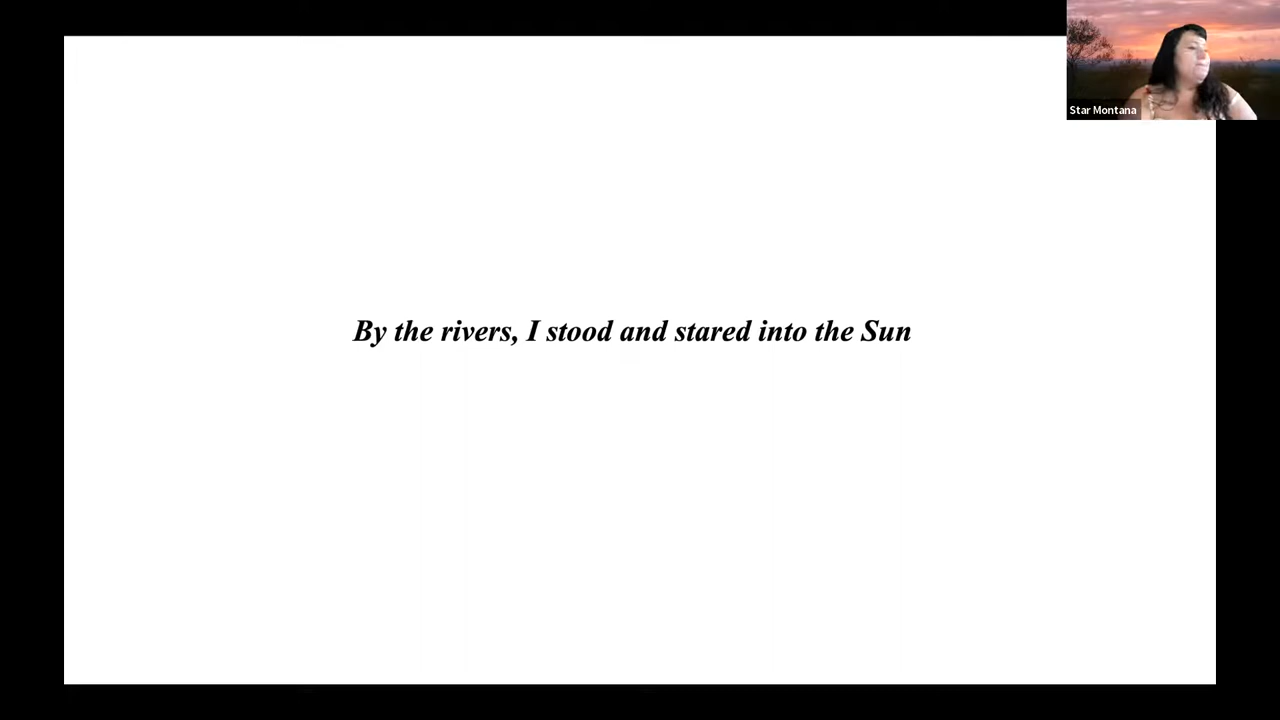 Star Montana
By the rivers, I stood and stared into the Sun